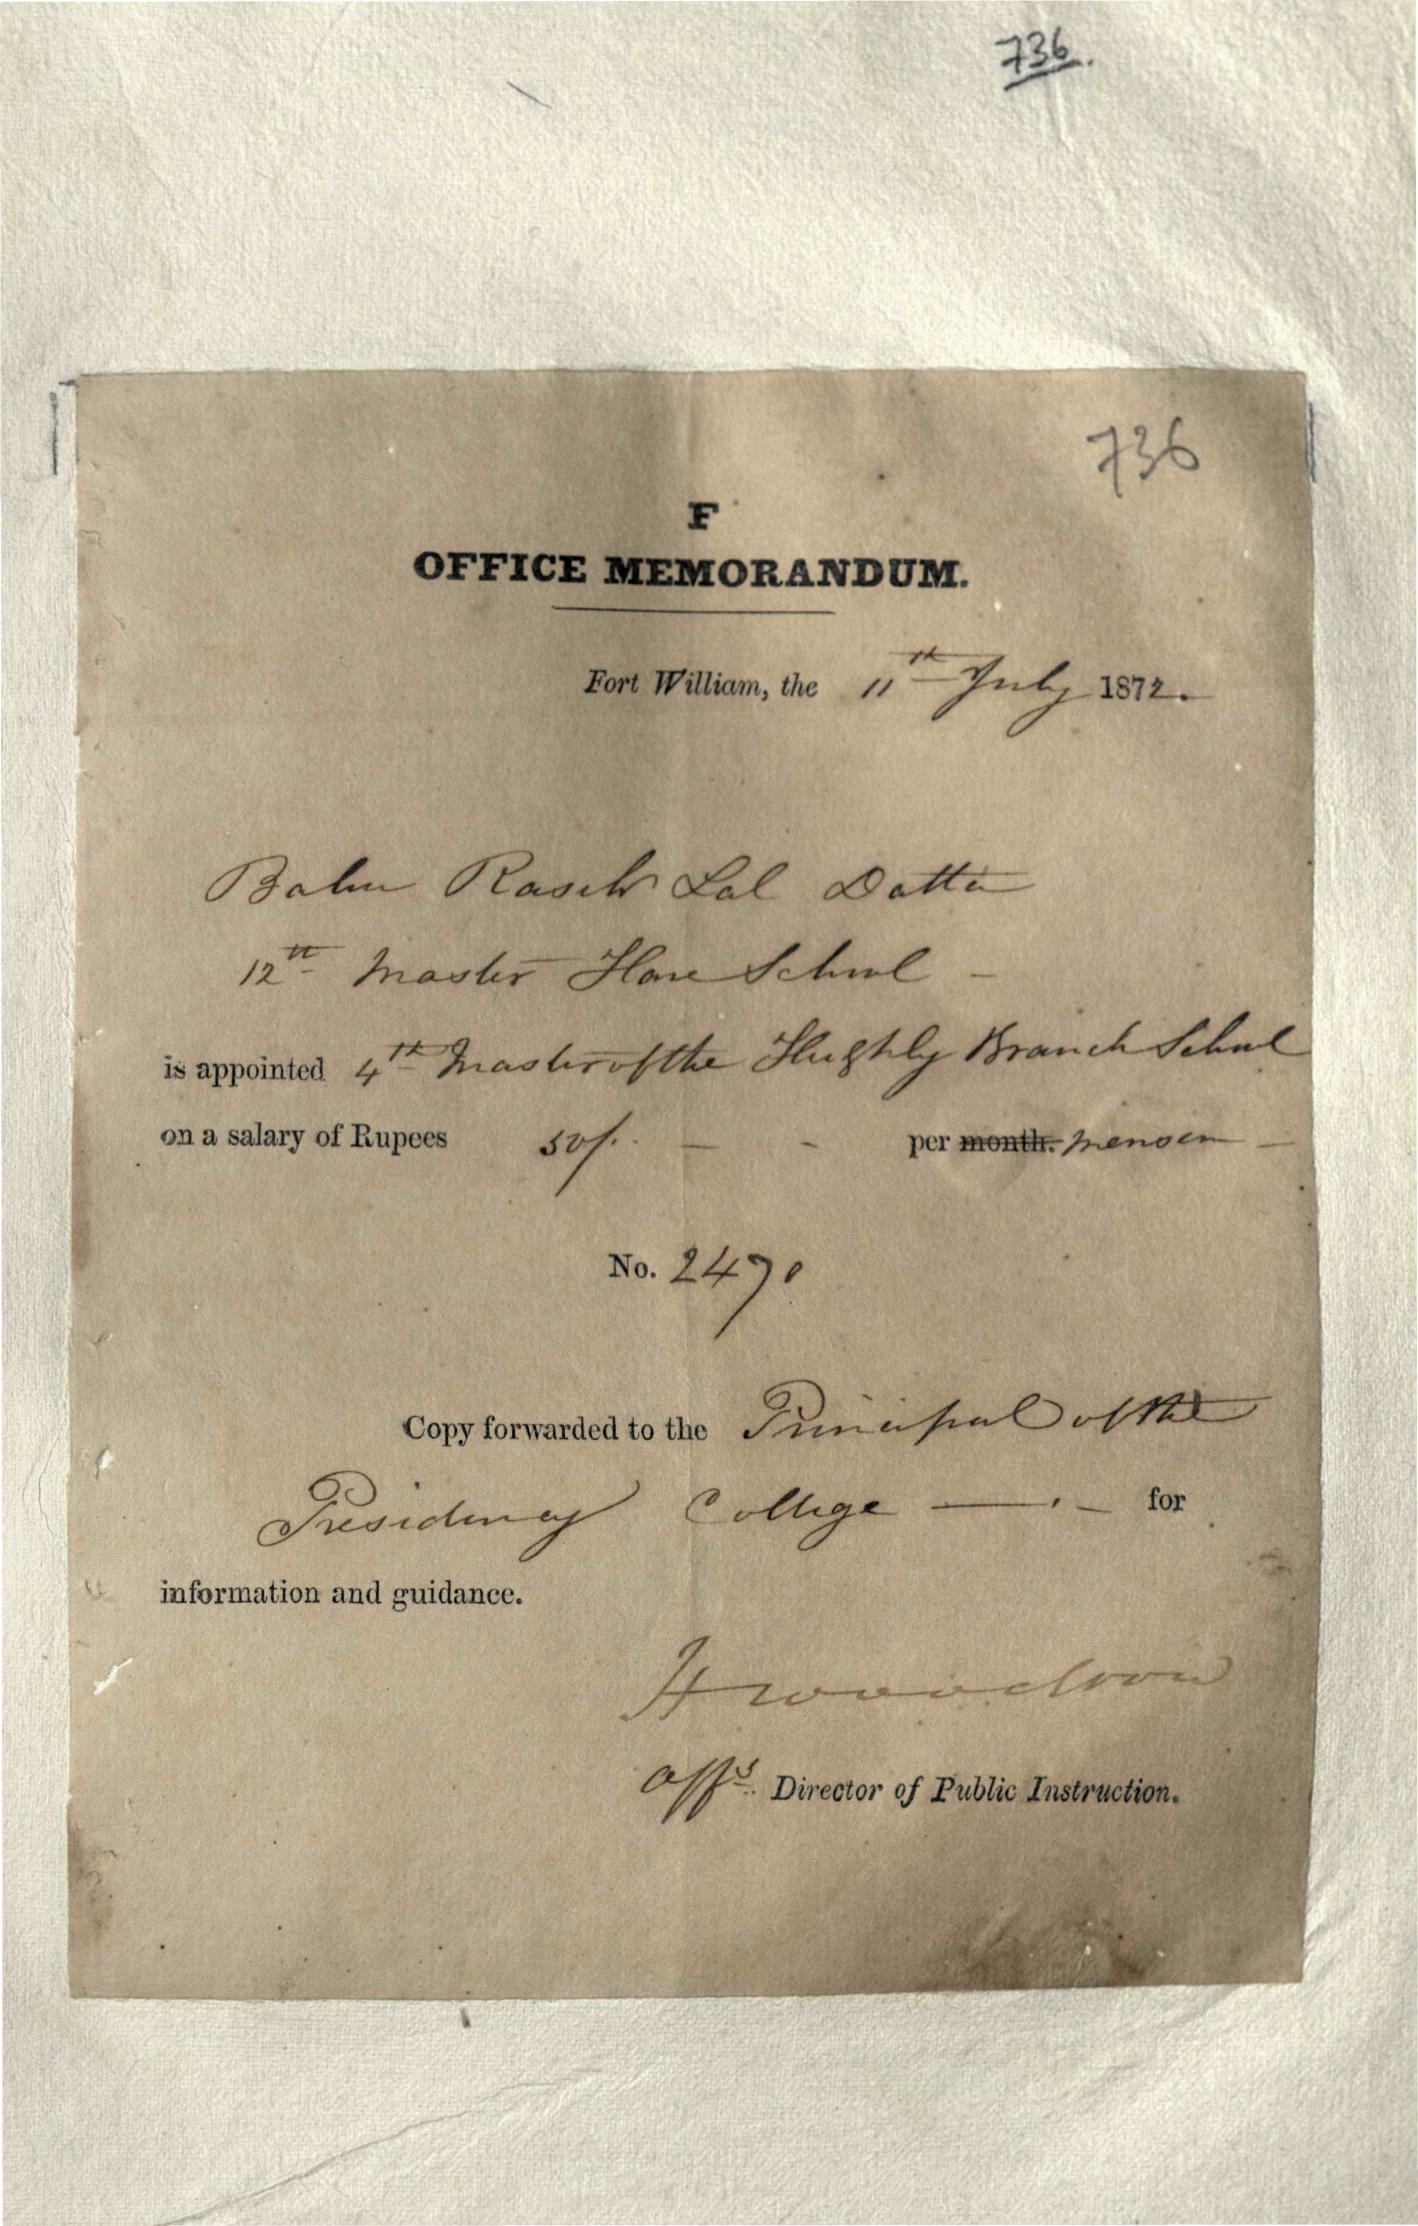 736.
736
F
OFFICE MEMORANDUM.
Fort William, the 11th July 1872.
Babu Rasik Lal Datta
12th Master Hare School -
is appointed 4th Master of the Hughly Branch School
on a salary of Rupees 50/. - - per month. mensem -
No. 2470
Copy forwarded to the Principal of the
Presidency College - . - for
information and guidance.
H Woodrow
Offg. Director of Public Instruction.